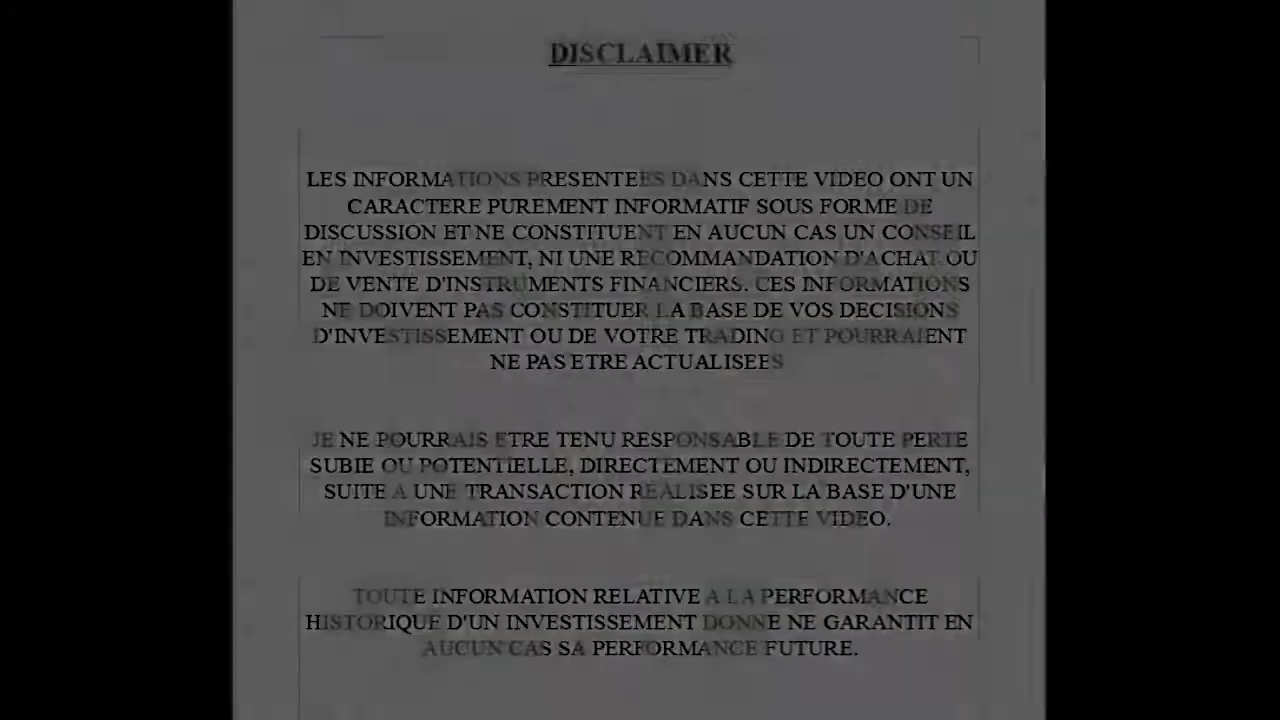 DISCLAIMER
LES INFORMATIONS PRESENTEES DANS CETTE VIDEO ONT UN
CARACTERE PUREMENT INFORMATIF SOUS FORME DE
DISCUSSION ET NE CONSTITUENT EN AUCUN CAS UN CONSEIL
EN INVESTISSEMENT, NI UNE RECOMMANDATION D'ACHAT OU
DE VENTE D'INSTRUMENTS FINANCIERS. CES INFORMATIONS
NE DOIVENT PAS CONSTITUER LA BASE DE VOS DECISIONS
D'INVESTISSEMENT OU DE VOTRE TRADING ET POURRAIENT
NE PAS ETRE ACTUALISEES
JE NE POURRAIS ETRE TENU RESPONSABLE DE TOUTE PERTE
SUBIE OU POTENTIELLE, DIRECTEMENT OU INDIRECTEMENT,
SUITE A UNE TRANSACTION REALISEE SUR LA BASE D'UNE
INFORMATION CONTENUE DANS CETTE VIDEO.
TOUTE INFORMATION RELATIVE A LA PERFORMANCE
HISTORIQUE D'UN INVESTISSEMENT DONNE NE GARANTIT EN
AUCUN CAS SA PERFORMANCE FUTURE.